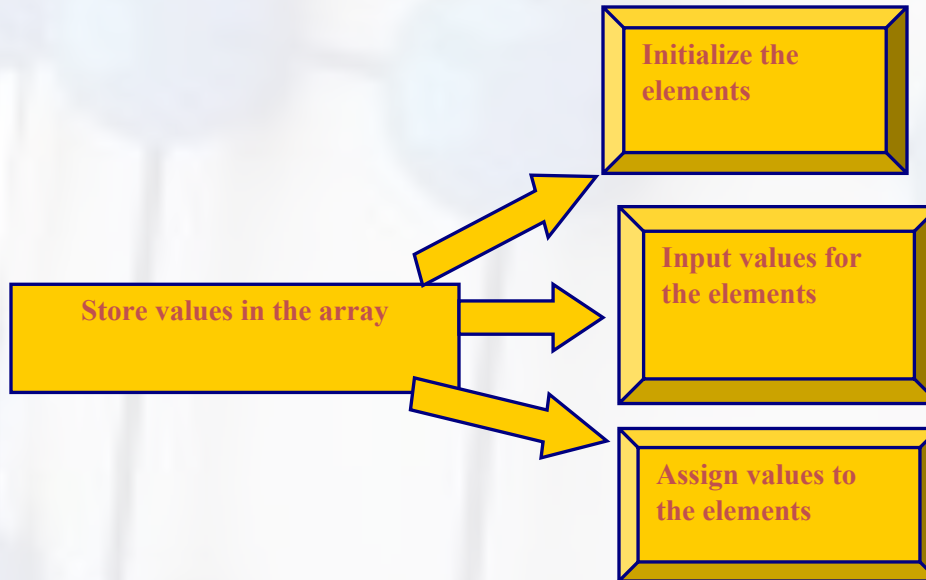 Initialize the
elements
Store values in the array
Input values for
the elements
Assign values to
the elements